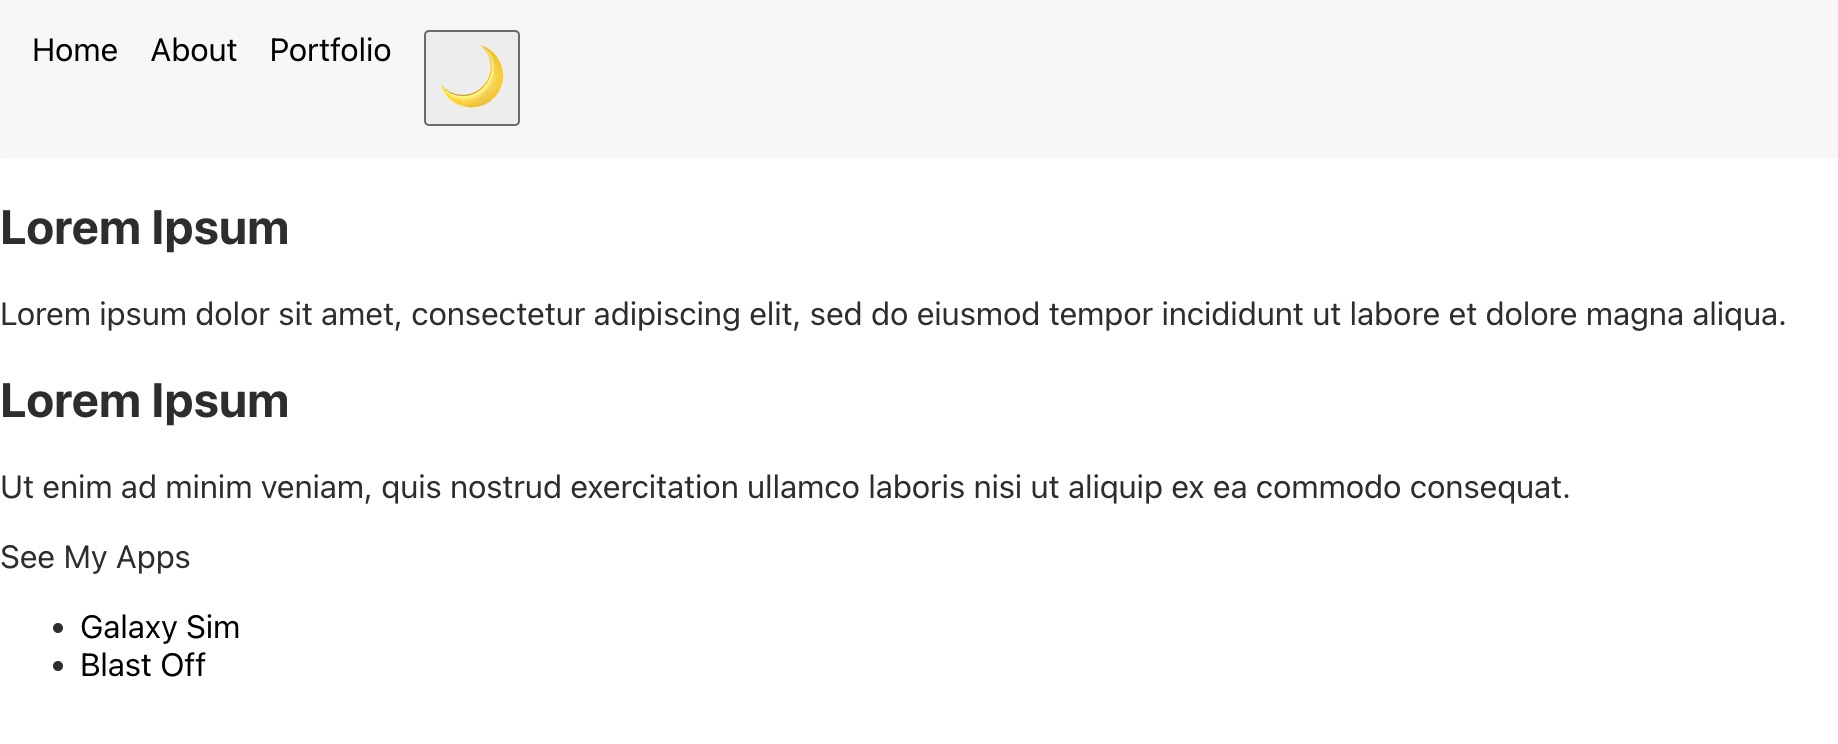 Home About Portfolio
Lorem Ipsum
Lorem ipsum dolor sit amet, consectetur adipiscing elit, sed do eiusmod tempor incididunt ut labore et dolore magna aliqua.
Lorem Ipsum
Ut enim ad minim veniam, quis nostrud exercitation ullamco laboris nisi ut aliquip ex ea commodo consequat.
See My Apps
• Galaxy Sim
• Blast Off